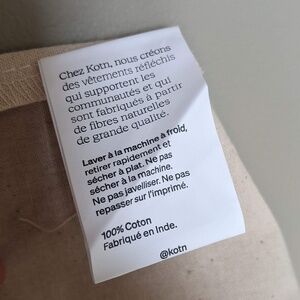 Chez Kotn, nous créons
des vêtements réfléchis
qui supportent les
communautés et qui
sont fabriqués à partir
de fibres naturelles
de grande qualité.
Laver à la machine à froid,
retirer rapidement et
sécher à plat. Ne pas
sécher à la machine.
Ne pas javelliser. Ne pas
repasser sur l'imprimé.
100% Coton
Fabriqué en Inde.
@kotn